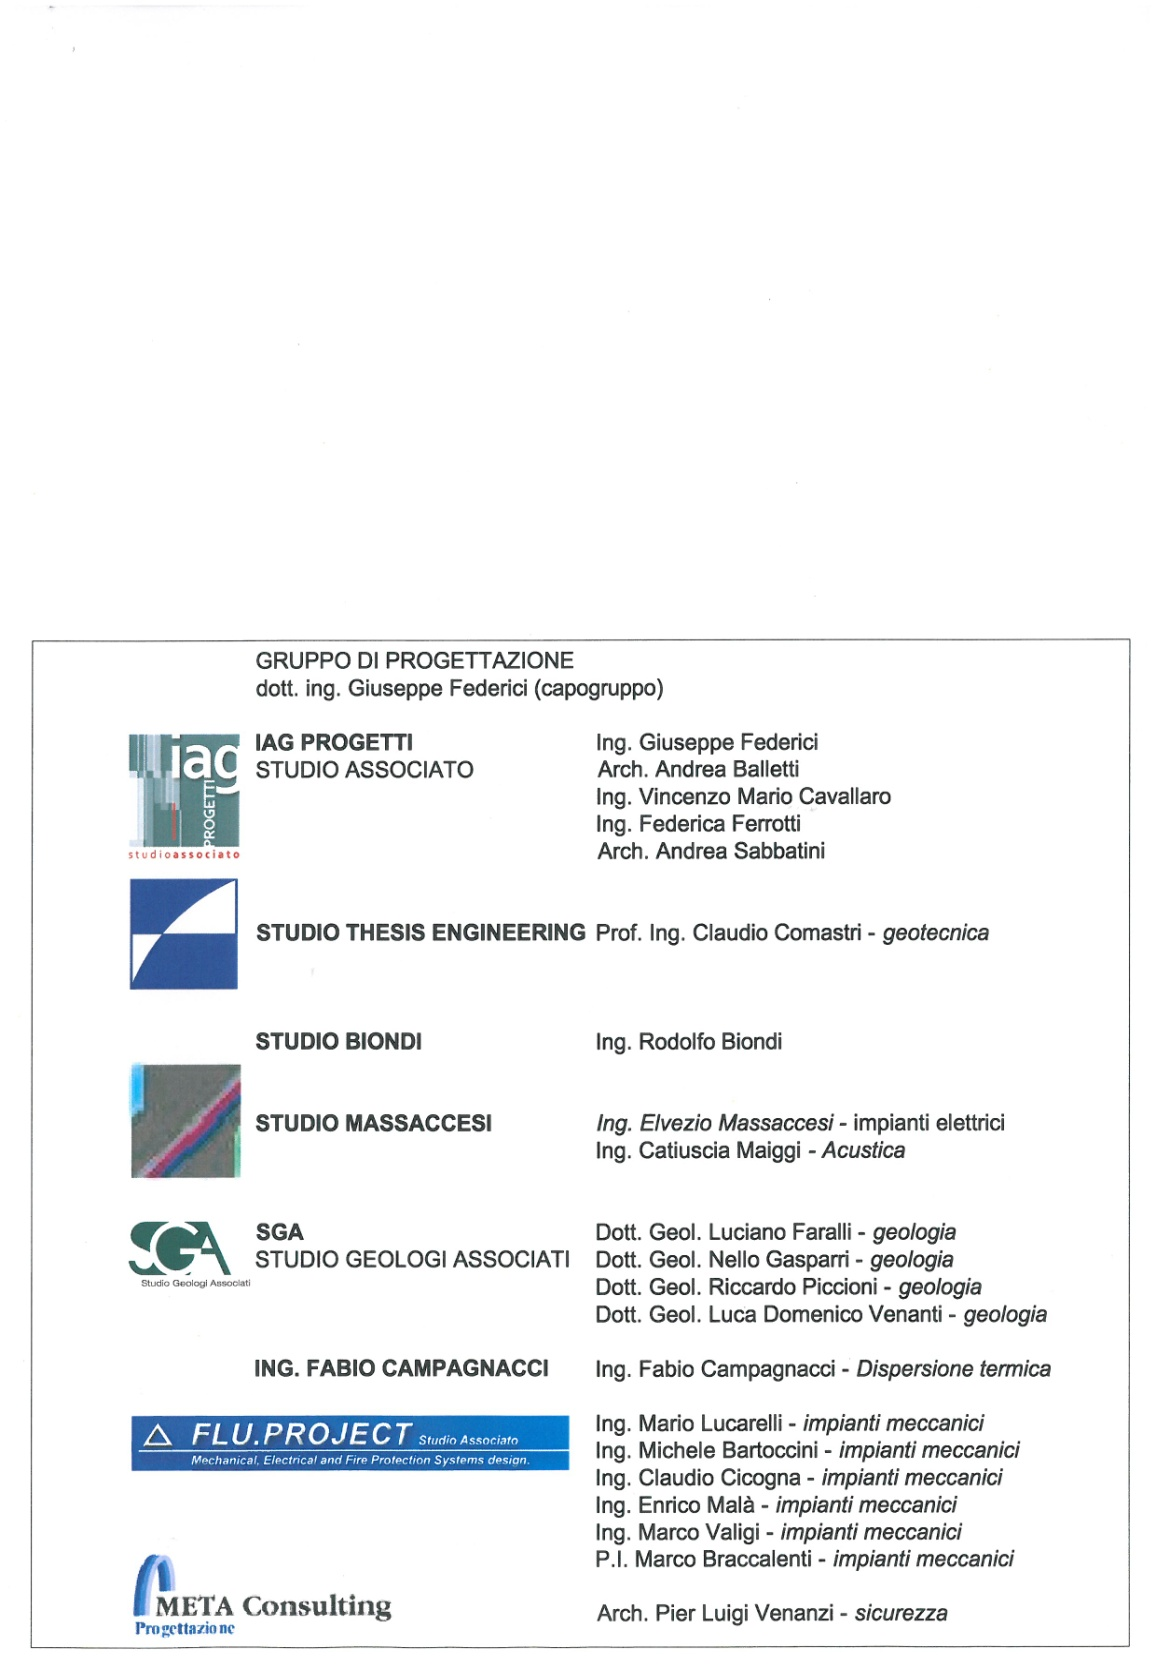 GRUPPO DI PROGETTAZIONE
dott. ing. Giuseppe Federici (capogruppo)
iag
PROGETTI
studioassociato
IAG PROGETTI
STUDIO ASSOCIATO
Ing. Giuseppe Federici
Arch. Andrea Balletti
Ing. Vincenzo Mario Cavallaro
Ing. Federica Ferrotti
Arch. Andrea Sabbatini
STUDIO THESIS ENGINEERING Prof. Ing. Claudio Comastri - geotecnica
STUDIO BIONDI Ing. Rodolfo Biondi
STUDIO MASSACCESI Ing. Elvezio Massaccesi - impianti elettrici
Ing. Catiuscia Maiggi - Acustica
SGA
Studio Geologi Associati
SGA
STUDIO GEOLOGI ASSOCIATI
Dott. Geol. Luciano Faralli - geologia
Dott. Geol. Nello Gasparri - geologia
Dott. Geol. Riccardo Piccioni - geologia
Dott. Geol. Luca Domenico Venanti - geologia
ING. FABIO CAMPAGNACCI Ing. Fabio Campagnacci - Dispersione termica
FLU.PROJECT Studio Associato
Mechanical, Electrical and Fire Protection Systems design.
Ing. Mario Lucarelli - impianti meccanici
Ing. Michele Bartoccini - impianti meccanici
Ing. Claudio Cicogna - impianti meccanici
Ing. Enrico Malà - impianti meccanici
Ing. Marco Valigi - impianti meccanici
P.I. Marco Braccalenti - impianti meccanici
META Consulting
Progettazione
Arch. Pier Luigi Venanzi - sicurezza